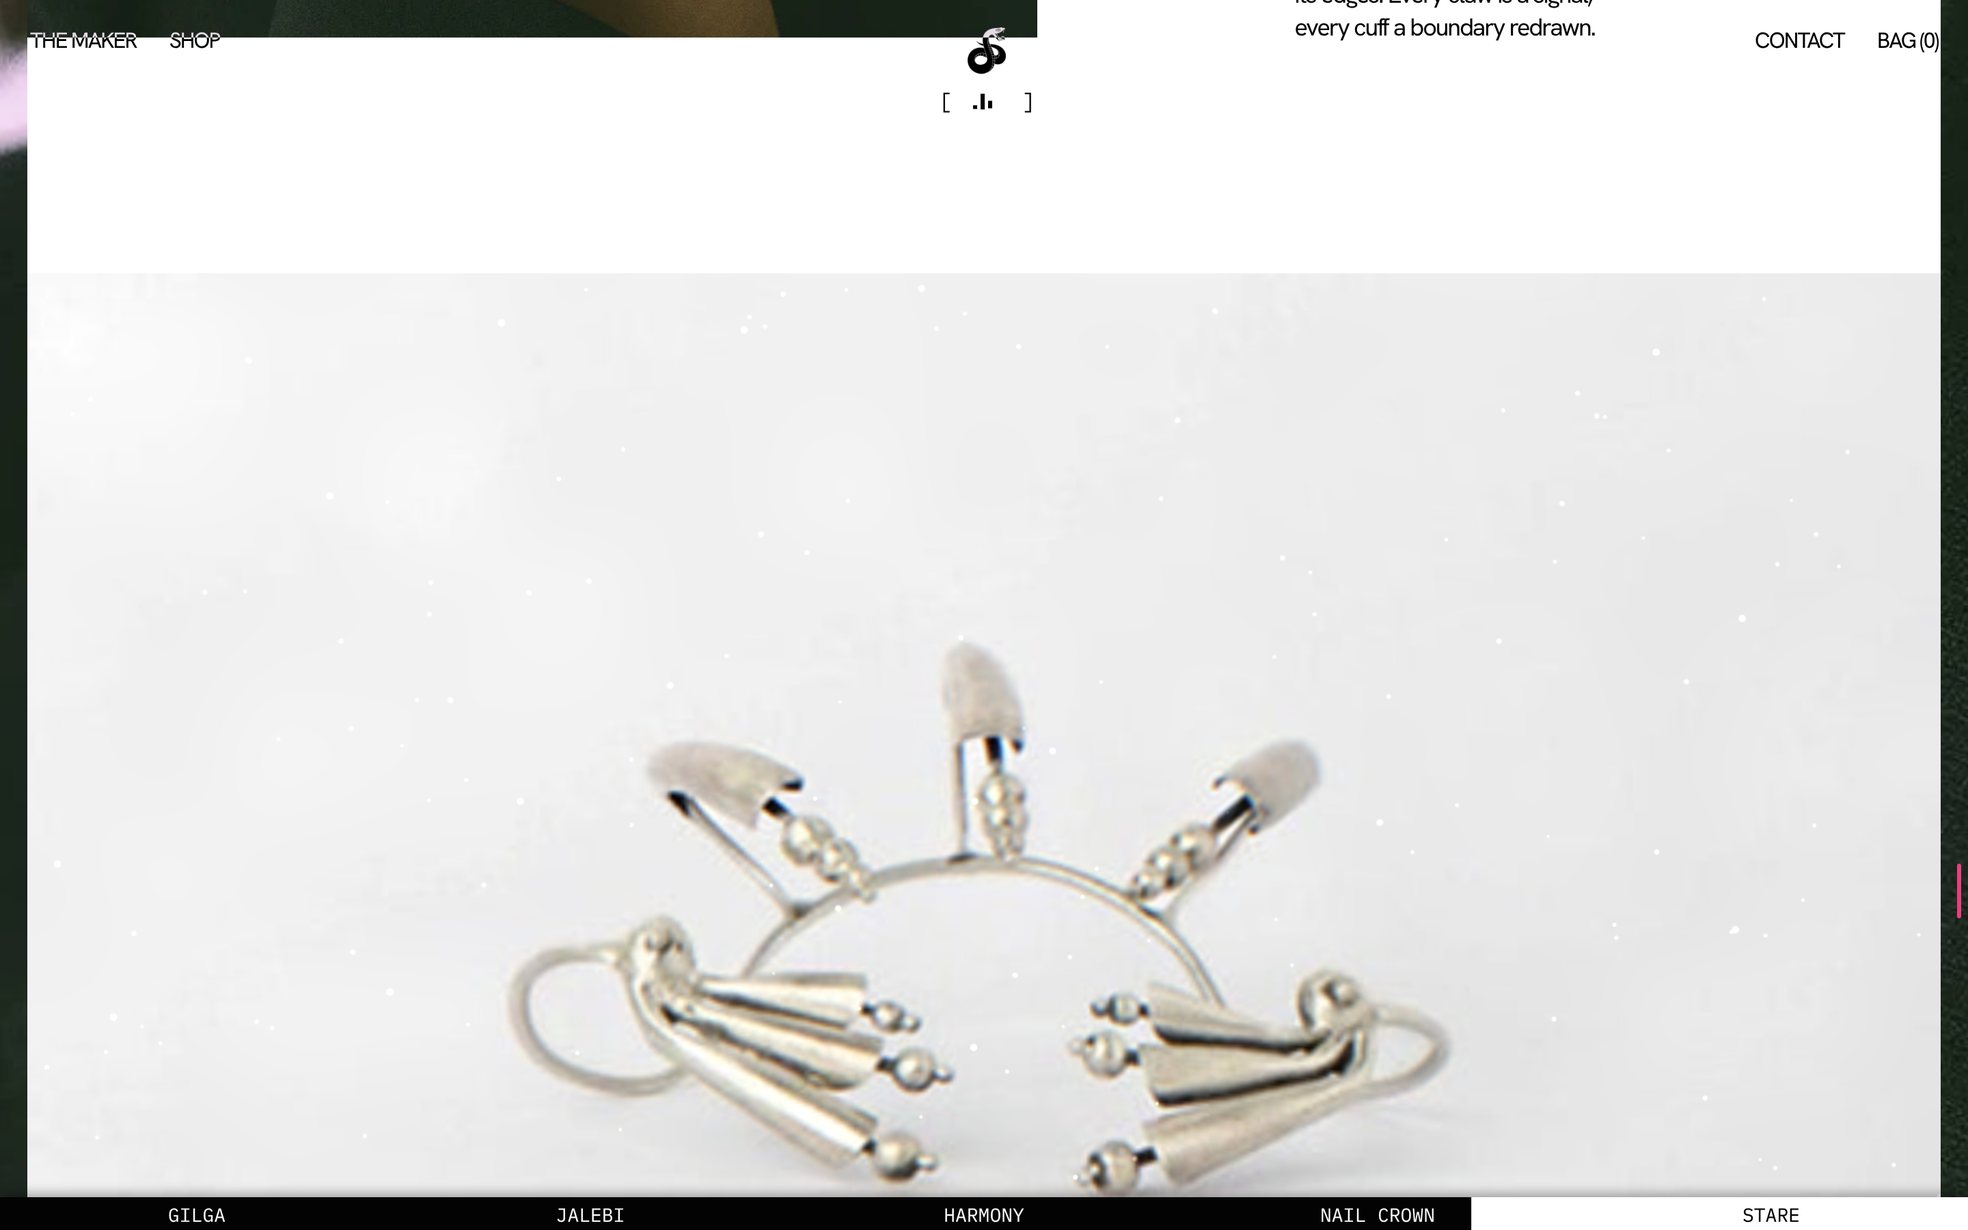 every cuff a boundary redrawn.
THE MAKER SHOP
CONTACT BAG (0)
[ ]
GILGA JALEBI HARMONY NAIL CROWN STARE